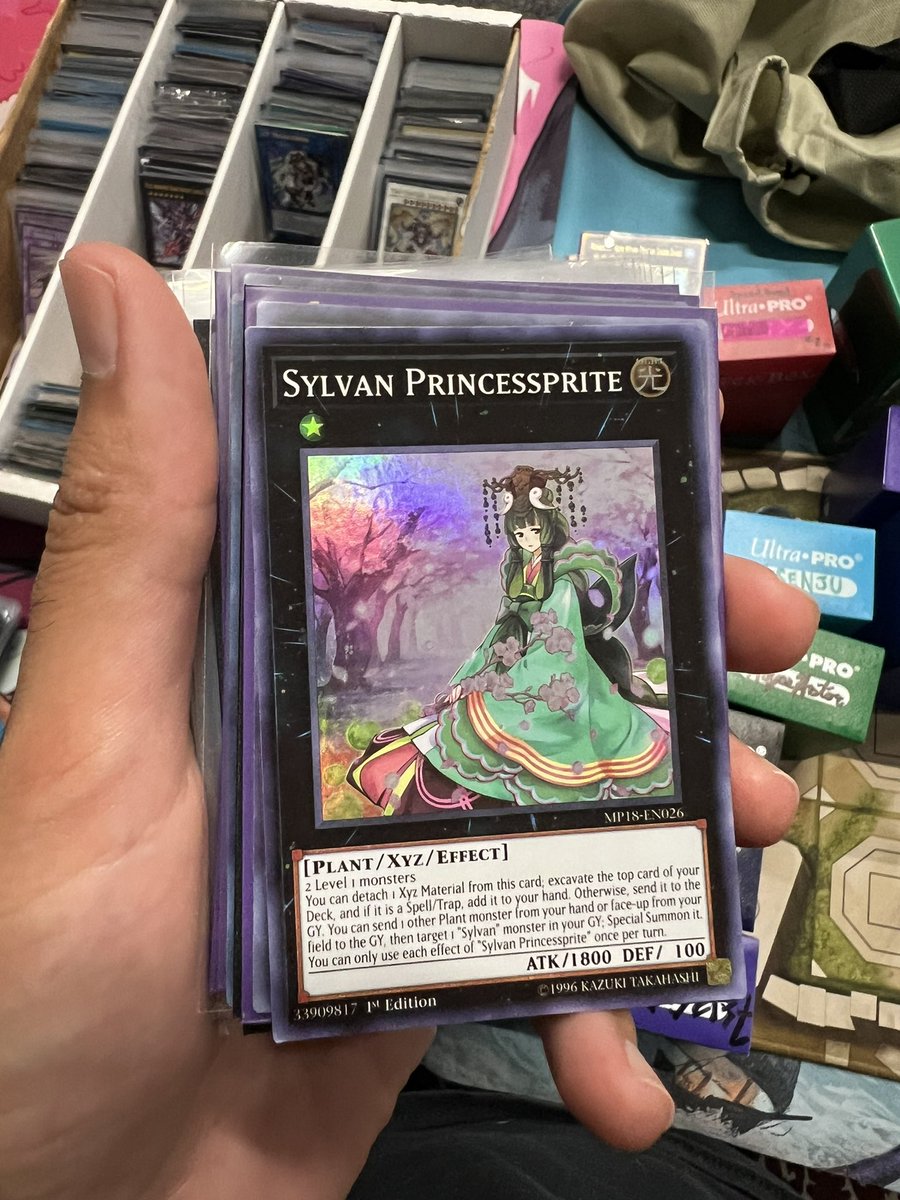 SYLVAN PRINCESSPRITE
光
MP18-EN026
[PLANT/XYZ/EFFECT]
2 Level 1 monsters
You can detach 1 Xyz Material from this card; excavate the top card of your
Deck, and if it is a Spell/Trap, add it to your hand. Otherwise, send it to the
GY. You can send 1 other Plant monster from your hand or face-up from your
field to the GY, then target 1 "Sylvan" monster in your GY; Special Summon it.
You can only use each effect of "Sylvan Princessprite" once per turn.
ATK/1800 DEF/ 100
33909817 1st Edition
©1996 KAZUKI TAKAHASHI
Ultra•PRO®
Ultra•PRO®
•PRO®